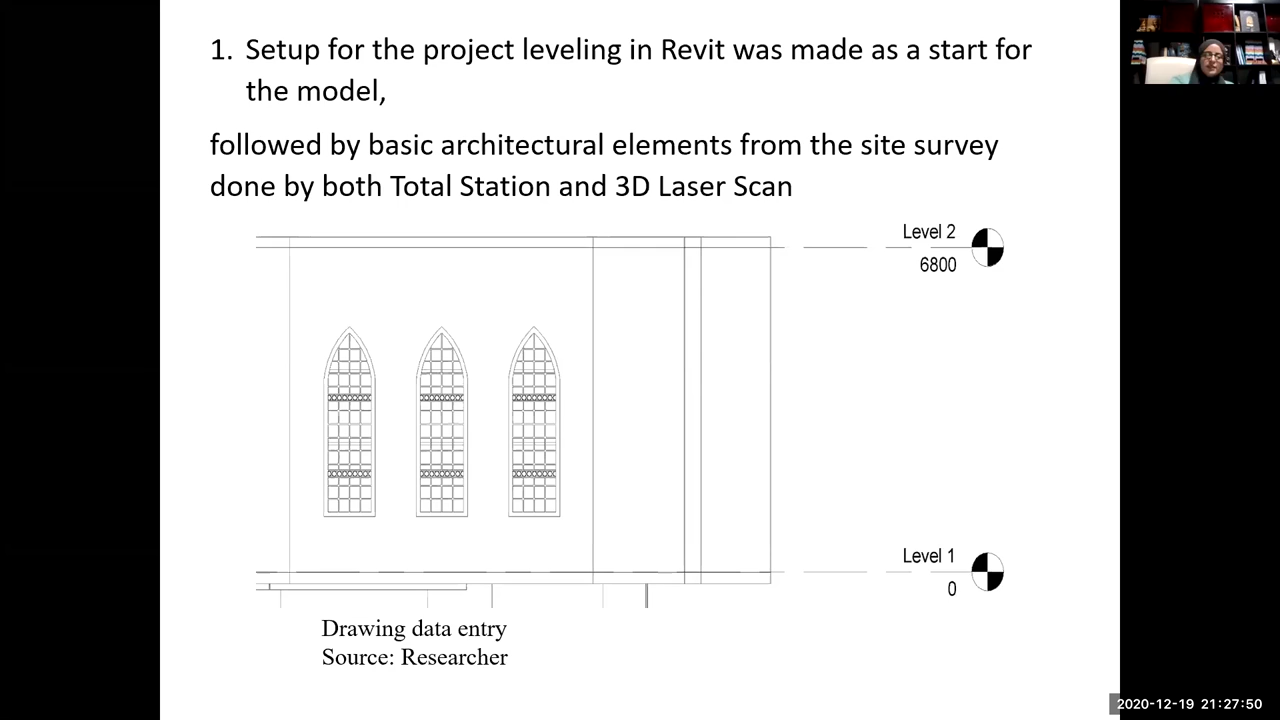 1. Setup for the project leveling in Revit was made as a start for
the model,
followed by basic architectural elements from the site survey
done by both Total Station and 3D Laser Scan
Level 2
6800
Level 1
0
Drawing data entry
Source: Researcher
2020-12-19 21:27:50